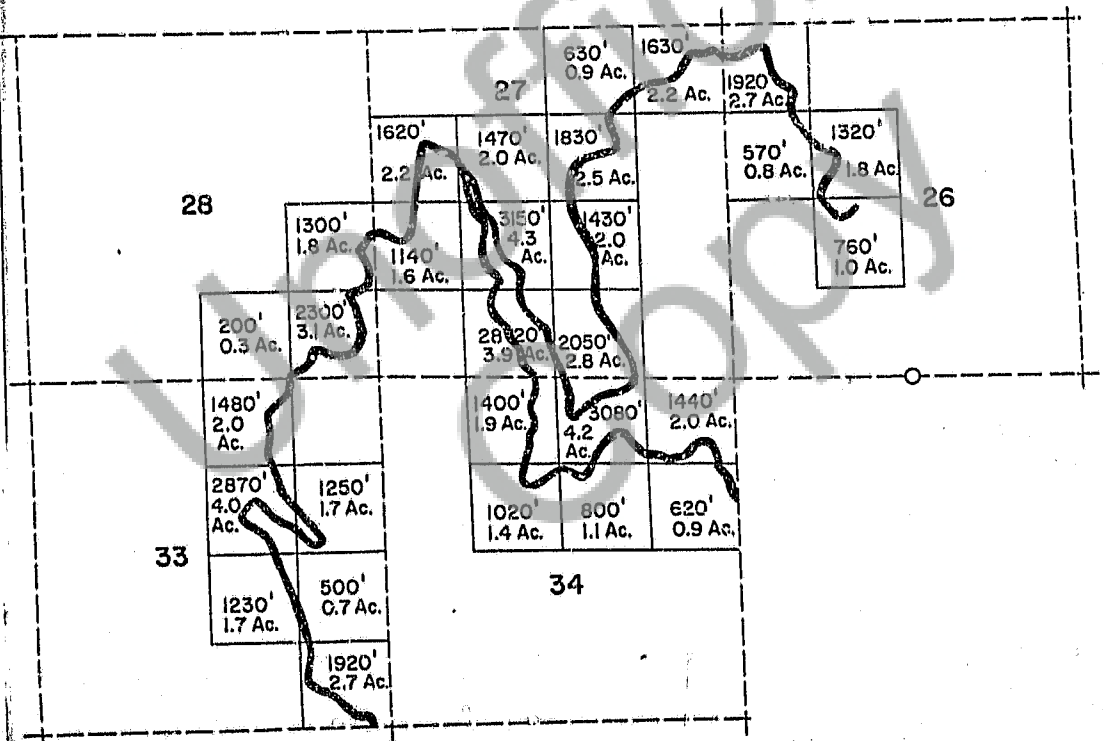 630'
0.9 Ac.
1630'
2.2 Ac.
1920'
2.7 Ac.
27
1620'
2.2 Ac.
1470'
2.0 Ac.
1830'
2.5 Ac.
570'
0.8 Ac.
1320'
1.8 Ac.
28
26
1300'
1.8 Ac.
1140'
1.6 Ac.
3150'
4.3
Ac.
1430'
2.0
Ac.
760'
1.0 Ac.
200'
0.3 Ac.
2300'
3.1 Ac.
2820'
3.9 Ac.
2050'
2.8 Ac.
1480'
2.0
Ac.
1400'
1.9 Ac.
3080'
4.2
Ac.
1440'
2.0 Ac.
2870'
4.0
Ac.
1250'
1.7 Ac.
1020'
1.4 Ac.
800'
1.1 Ac.
620'
0.9 Ac.
33
34
1230'
1.7 Ac.
500'
0.7 Ac.
1920'
2.7 Ac.
Copy